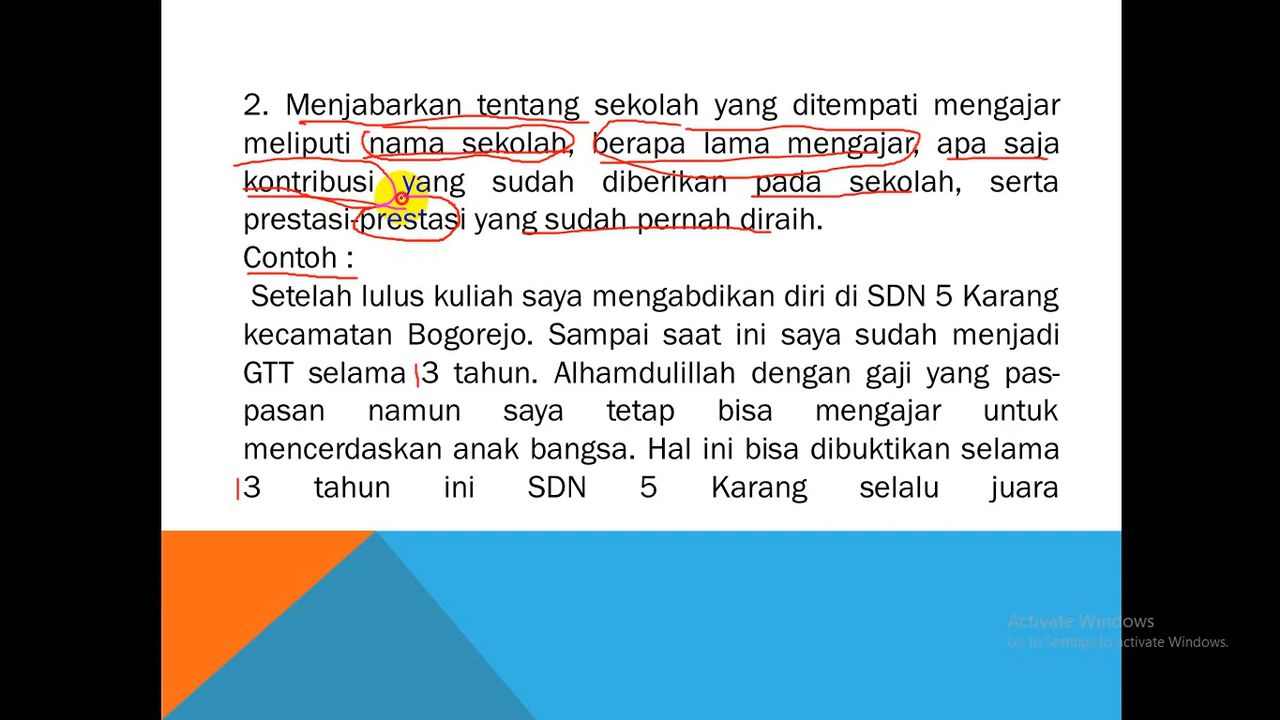 2. Menjabarkan tentang sekolah yang ditempati mengajar
meliputi nama sekolah, berapa lama mengajar, apa saja
kontribusi yang sudah diberikan pada sekolah, serta
prestasi-prestasi yang sudah pernah diraih.
Contoh :
Setelah lulus kuliah saya mengabdikan diri di SDN 5 Karang
kecamatan Bogorejo. Sampai saat ini saya sudah menjadi
GTT selama 13 tahun. Alhamdulillah dengan gaji yang pas-
pasan namun saya tetap bisa mengajar untuk
mencerdaskan anak bangsa. Hal ini bisa dibuktikan selama
13 tahun ini SDN 5 Karang selalu juara
Activate Windows
Go to Settings to activate Windows.